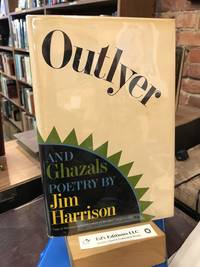 Outlyer
AND
Ghazals
POETRY BY
Jim
Harrison
Ed's Editions LLC